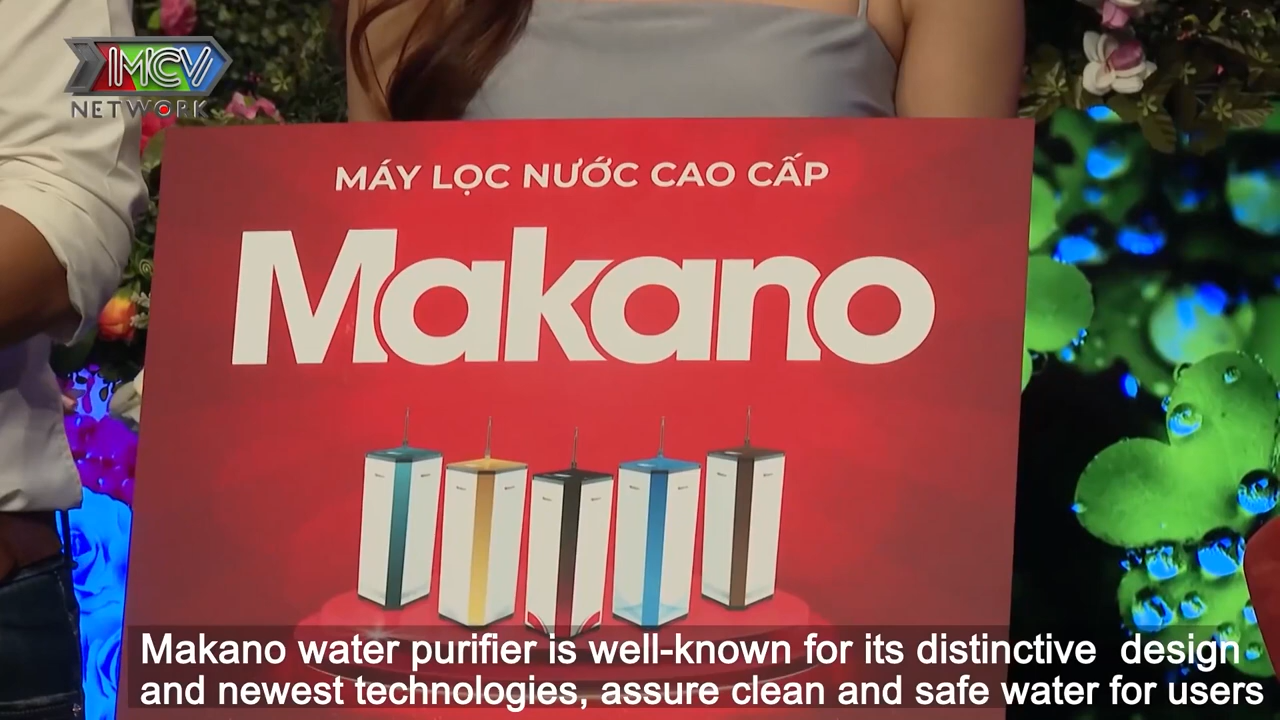 MCV
NETWORK
MÁY LỌC NƯỚC CAO CẤP
Makano
Makano water purifier is well-known for its distinctive design
and newest technologies, assure clean and safe water for users